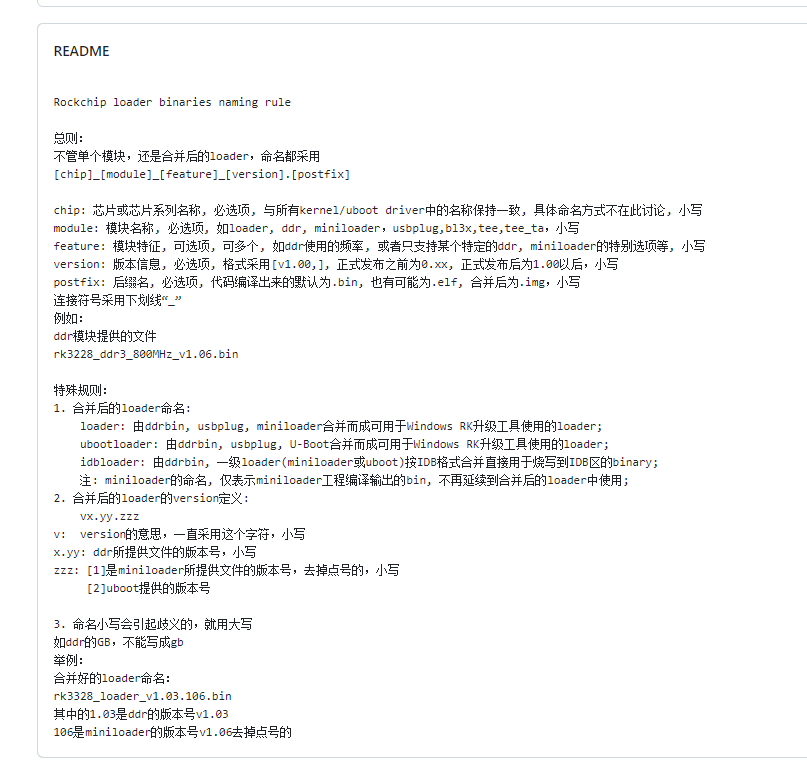 README
Rockchip loader binaries naming rule
总则:
不管单个模块，还是合并后的loader，命名都采用
[chip]_[module]_[feature]_[version].[postfix]
chip: 芯片或芯片系列名称, 必选项, 与所有kernel/uboot driver中的名称保持一致, 具体命名方式不在此讨论, 小写
module: 模块名称, 必选项, 如loader, ddr, miniloader，usbplug,bl3x,tee,tee_ta，小写
feature: 模块特征, 可选项, 可多个, 如ddr使用的频率, 或者只支持某个特定的ddr, miniloader的特别选项等, 小写
version: 版本信息, 必选项, 格式采用[v1.00,], 正式发布之前为0.xx, 正式发布后为1.00以后，小写
postfix: 后缀名, 必选项, 代码编译出来的默认为.bin, 也有可能为.elf, 合并后为.img，小写
连接符号采用下划线“_”
例如:
ddr模块提供的文件
rk3228_ddr3_800MHz_v1.06.bin
特殊规则:
1. 合并后的loader命名:
loader: 由ddrbin, usbplug, miniloader合并而成可用于Windows RK升级工具使用的loader;
ubootloader: 由ddrbin, usbplug, U-Boot合并而成可用于Windows RK升级工具使用的loader;
idbloader: 由ddrbin, 一级loader(miniloader或uboot)按IDB格式合并直接用于烧写到IDB区的binary;
注: miniloader的命名, 仅表示miniloader工程编译输出的bin, 不再延续到合并后的loader中使用;
2. 合并后的loader的version定义:
vx.yy.zzz
v: version的意思，一直采用这个字符，小写
x.yy: ddr所提供文件的版本号，小写
zzz: [1]是miniloader所提供文件的版本号，去掉点号的，小写
[2]uboot提供的版本号
3. 命名小写会引起歧义的，就用大写
如ddr的GB，不能写成gb
举例:
合并好的loader命名:
rk3328_loader_v1.03.106.bin
其中的1.03是ddr的版本号v1.03
106是miniloader的版本号v1.06去掉点号的